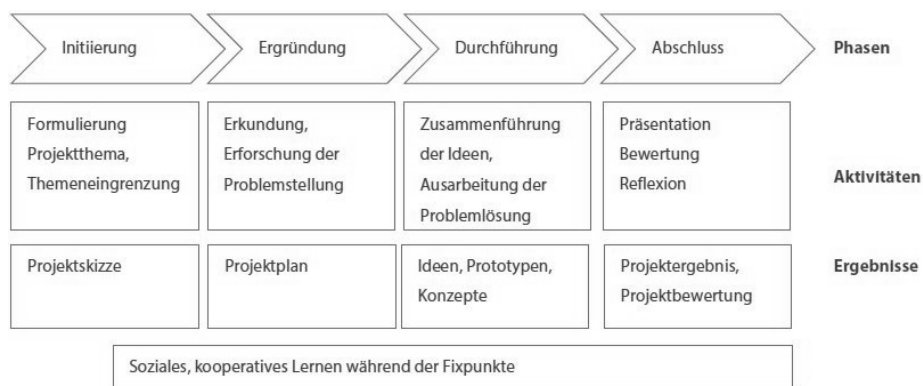 Initiierung
Ergründung
Durchführung
Abschluss
Phasen
Formulierung
Projektthema,
Themeneingrenzung
Erkundung,
Erforschung der
Problemstellung
Zusammenführung
der Ideen,
Ausarbeitung der
Problemlösung
Präsentation
Bewertung
Reflexion
Aktivitäten
Projektskizze
Projektplan
Ideen, Prototypen,
Konzepte
Projektergebnis,
Projektbewertung
Ergebnisse
Soziales, kooperatives Lernen während der Fixpunkte